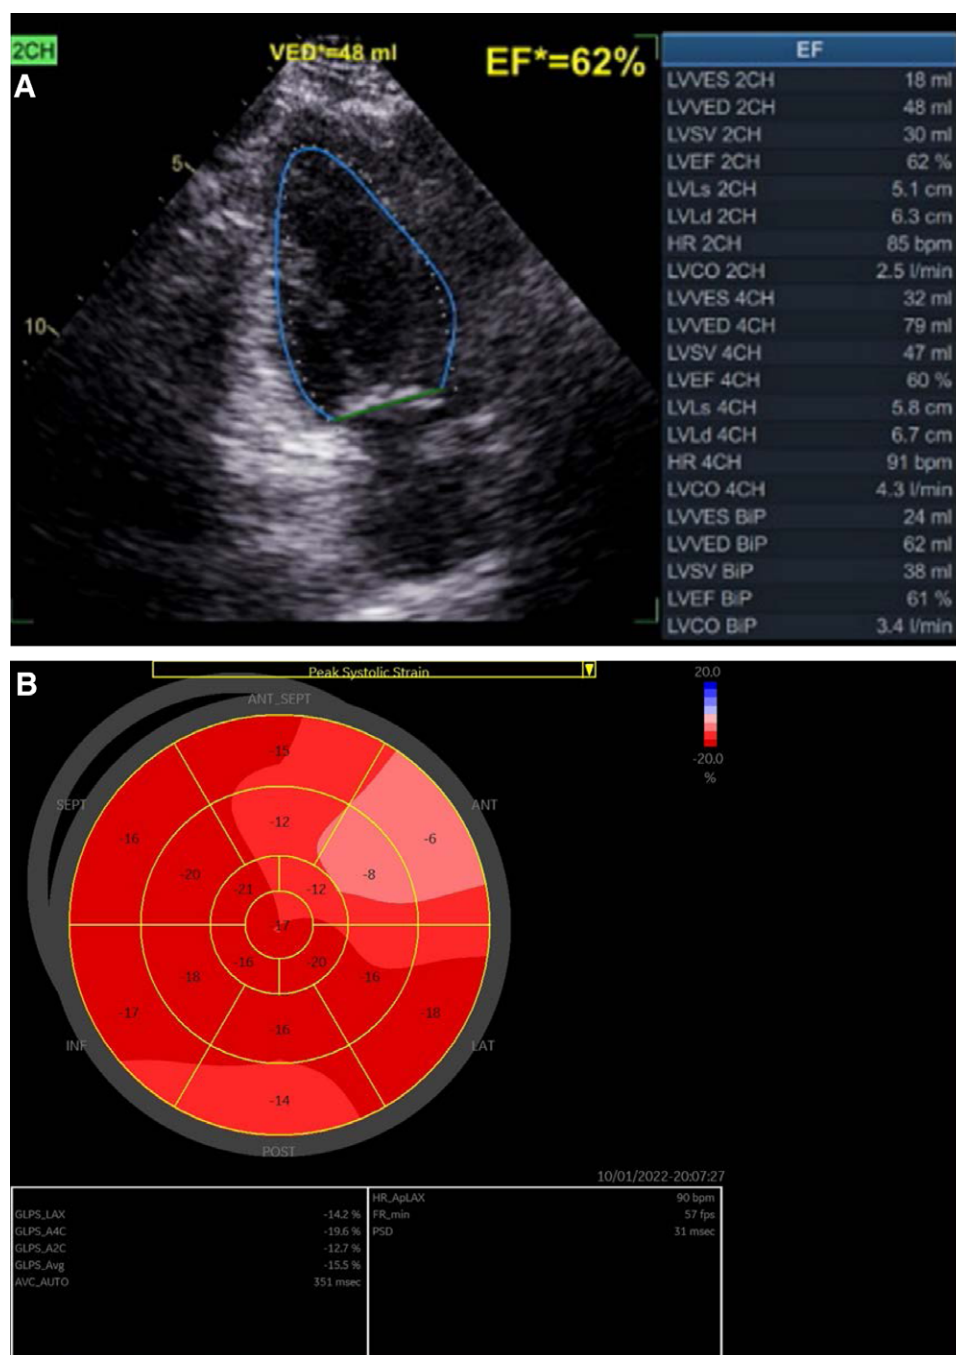 2CH
VED*=48 ml
EF*=62%
A
5
10
EF
LVVES 2CH 18 ml
LVVED 2CH 48 ml
LVSV 2CH 30 ml
LVEF 2CH 62 %
LVLs 2CH 5.1 cm
LVLd 2CH 6.3 cm
HR 2CH 85 bpm
LVCO 2CH 2.5 l/min
LVVES 4CH 32 ml
LVVED 4CH 79 ml
LVSV 4CH 47 ml
LVEF 4CH 60 %
LVLs 4CH 5.8 cm
LVLd 4CH 6.7 cm
HR 4CH 91 bpm
LVCO 4CH 4.3 l/min
LVVES BiP 24 ml
LVVED BiP 62 ml
LVSV BiP 38 ml
LVEF BiP 61 %
LVCO BiP 3.4 l/min
B
Peak Systolic Strain
20.0
-20.0
%
ANT_SEPT
-15
SEPT
ANT
-16
-12
-6
-20
-8
-21
-12
-17
-16
-20
-18
-16
-17
-16
-18
INF
LAT
-14
POST
10/01/2022-20:07:27
GLPS_LAX -14.2 %
GLPS_A4C -19.6 %
GLPS_A2C -12.7 %
GLPS_Avg -15.5 %
AVC_AUTO 351 msec
HR_ApLAX 90 bpm
FR_min 57 fps
PSD 31 msec